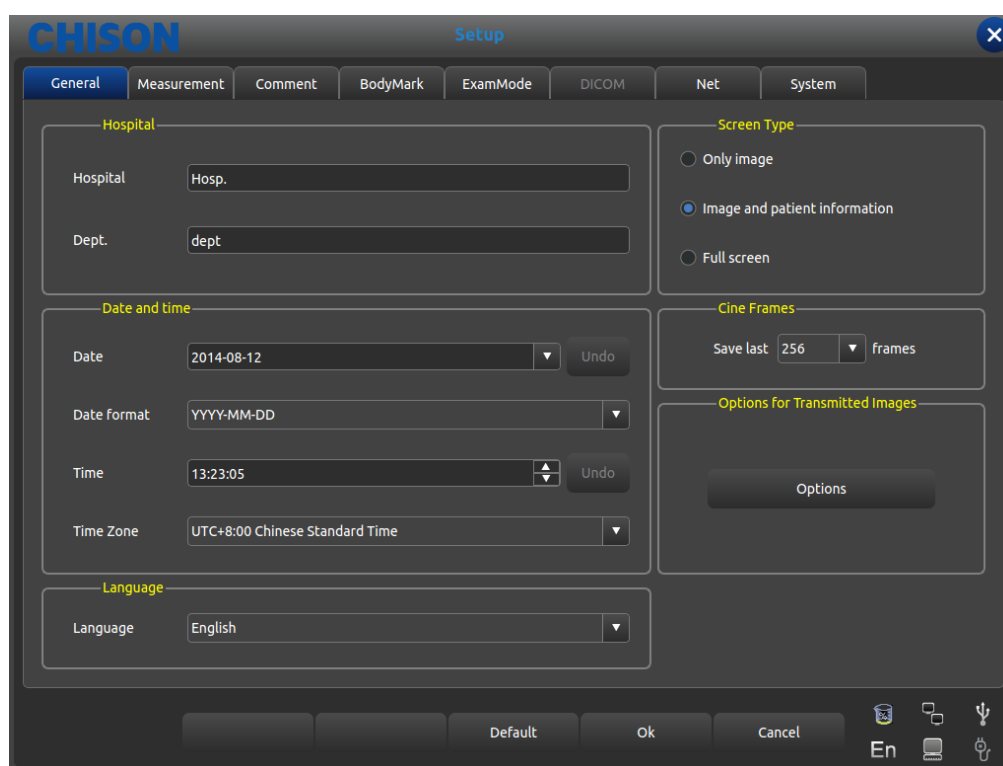 CHISON
Setup
General Measurement Comment BodyMark ExamMode DICOM Net System
Hospital
Hospital Hosp.
Dept. dept
Date and time
Date 2014-08-12 Undo
Date format YYYY-MM-DD
Time 13:23:05 Undo
Time Zone UTC+8:00 Chinese Standard Time
Language
Language English
Screen Type
Only image
Image and patient information
Full screen
Cine Frames
Save last 256 frames
Options for Transmitted Images
Options
Default Ok Cancel
En